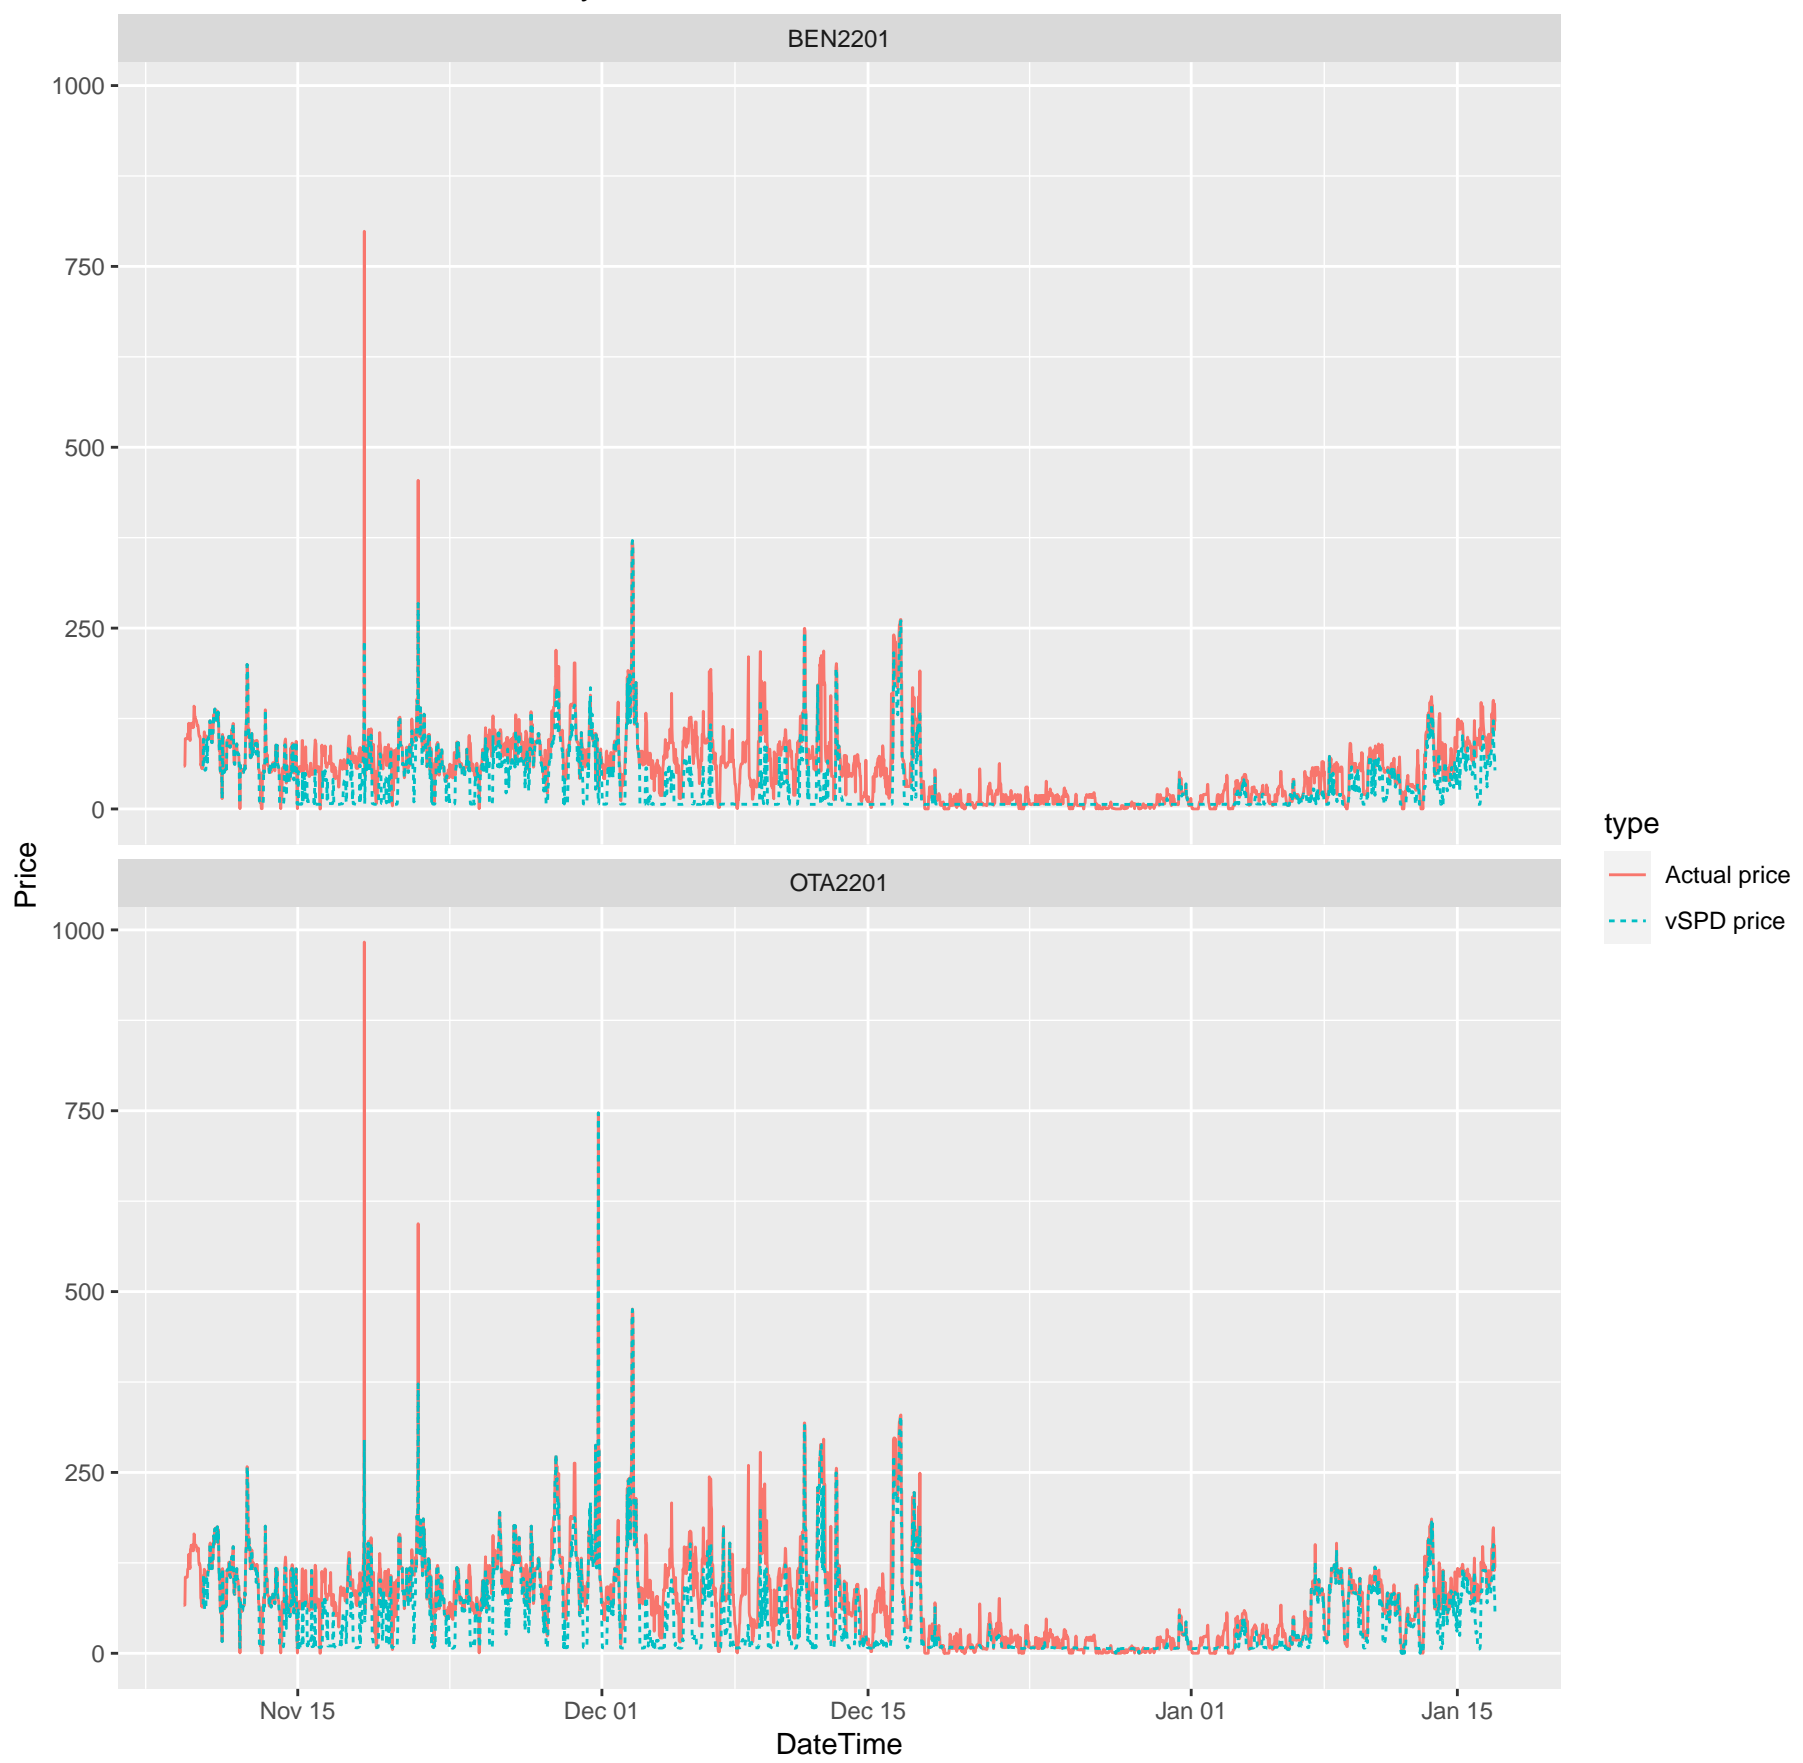 BEN2201
1000
750
500
250
0
OTA2201
1000
750
500
250
0
Nov 15
Dec 01
Dec 15
Jan 01
Jan 15
DateTime
Price
type
Actual price
vSPD price